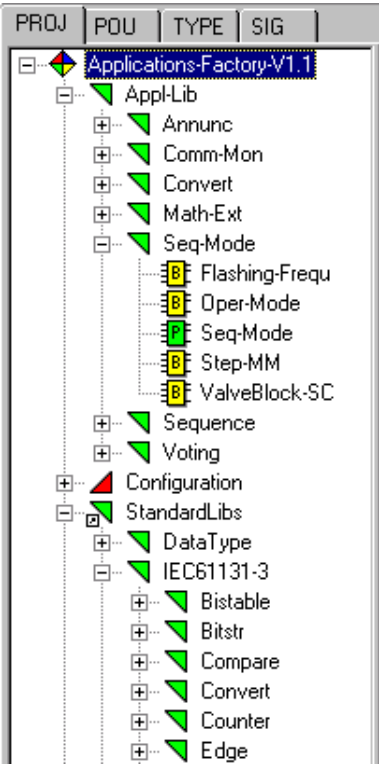 PROJ POU TYPE SIG
Applications-Factory-V1.1
Appl-Lib
Annunc
Comm-Mon
Convert
Math-Ext
Seq-Mode
B Flashing-Frequ
B Oper-Mode
P Seq-Mode
B Step-MM
B ValveBlock-SC
Sequence
Voting
Configuration
StandardLibs
DataType
IEC61131-3
Bistable
Bitstr
Compare
Convert
Counter
Edge